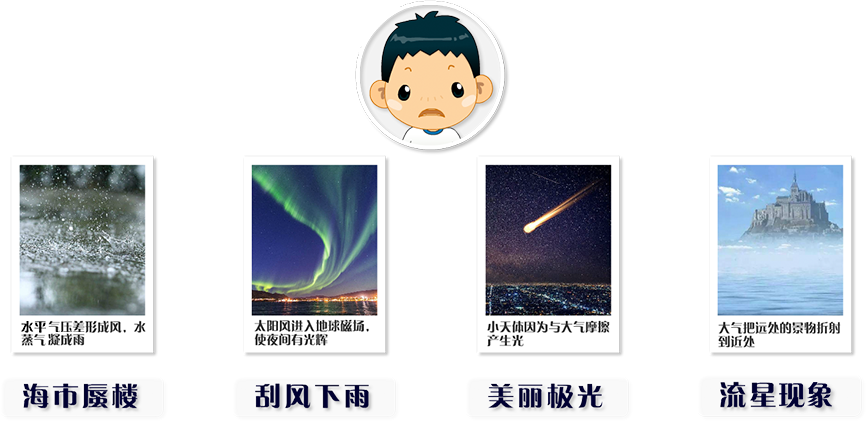 水平气压差形成风，水
蒸气凝成雨
太阳风进入地球磁场，
使夜间有光辉
小天体因为与大气摩擦
产生光
大气把远处的景物折射
到近处
海市蜃楼
刮风下雨
美丽极光
流星现象